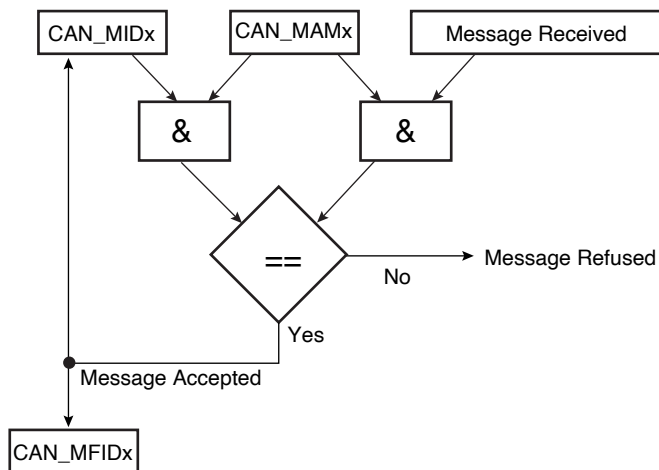 CAN_MIDx
CAN_MAMx
Message Received
&
&
==
No
Message Refused
Yes
Message Accepted
CAN_MFIDx